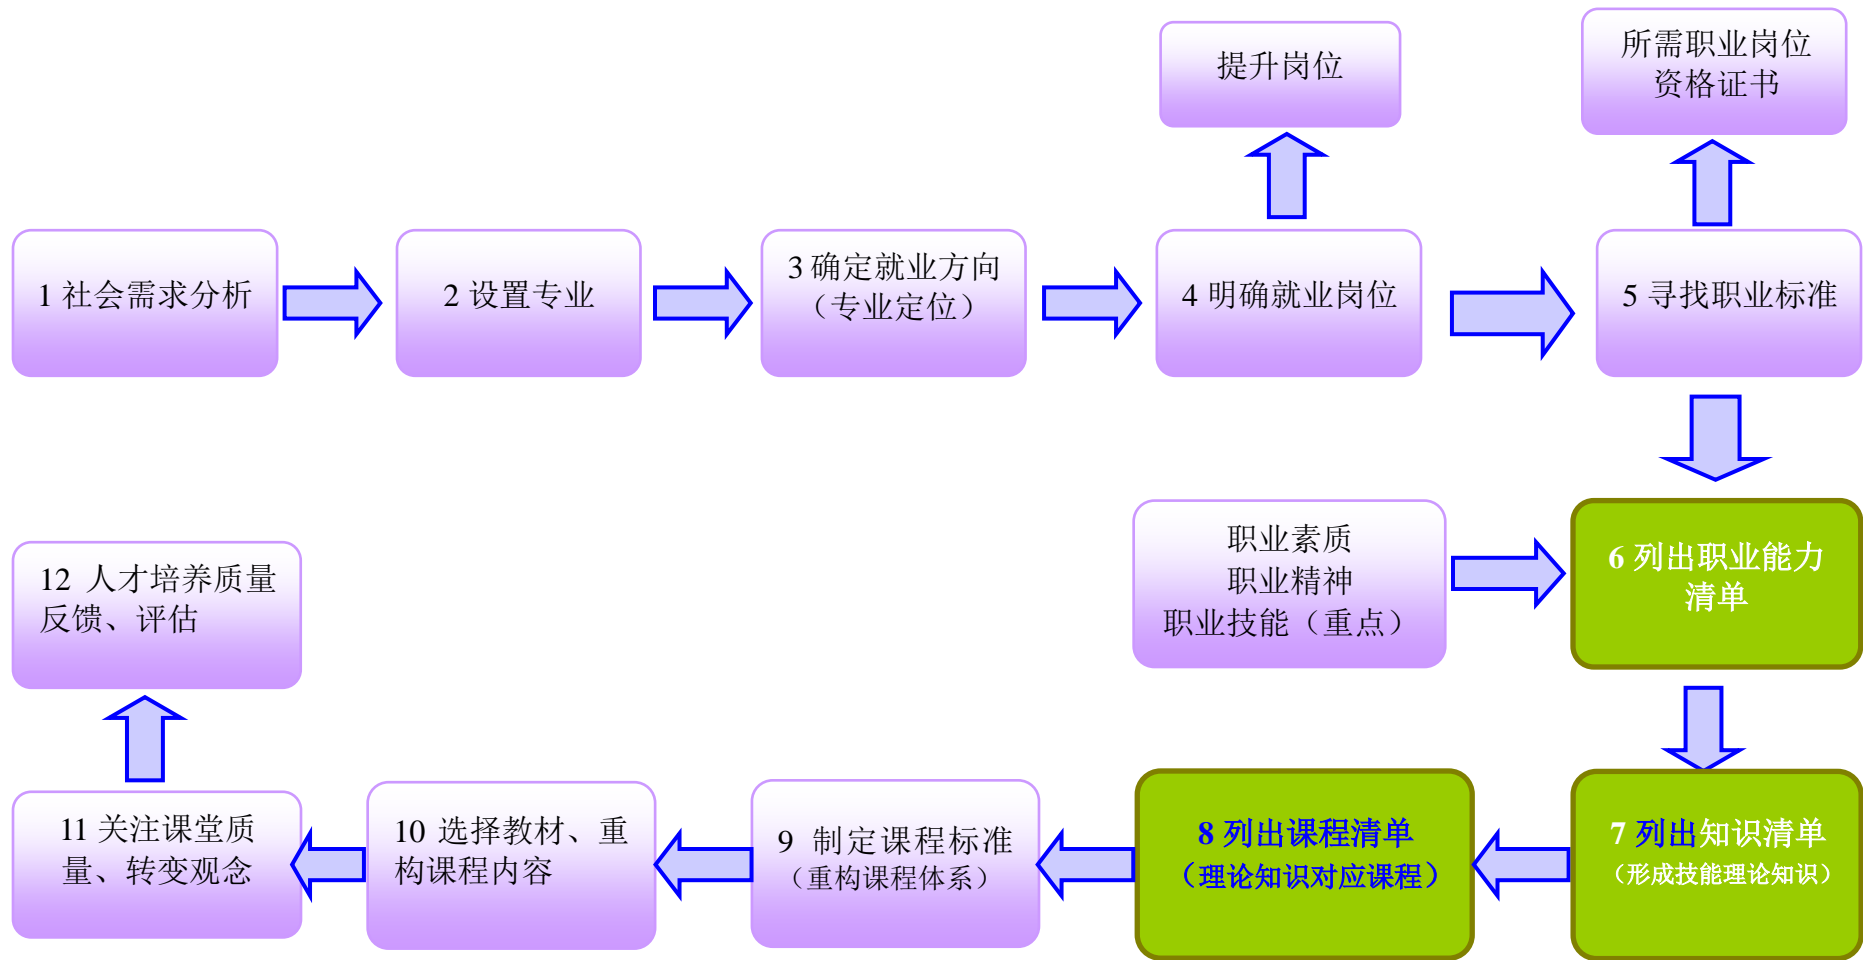 提升岗位
所需职业岗位
资格证书
1 社会需求分析
2 设置专业
3 确定就业方向
（专业定位）
4 明确就业岗位
5 寻找职业标准
职业素质
职业精神
职业技能（重点）
6 列出职业能力
清单
7 列出知识清单
（形成技能理论知识）
8 列出课程清单
（理论知识对应课程）
9 制定课程标准
（重构课程体系）
10 选择教材、重
构课程内容
11 关注课堂质
量、转变观念
12 人才培养质量
反馈、评估